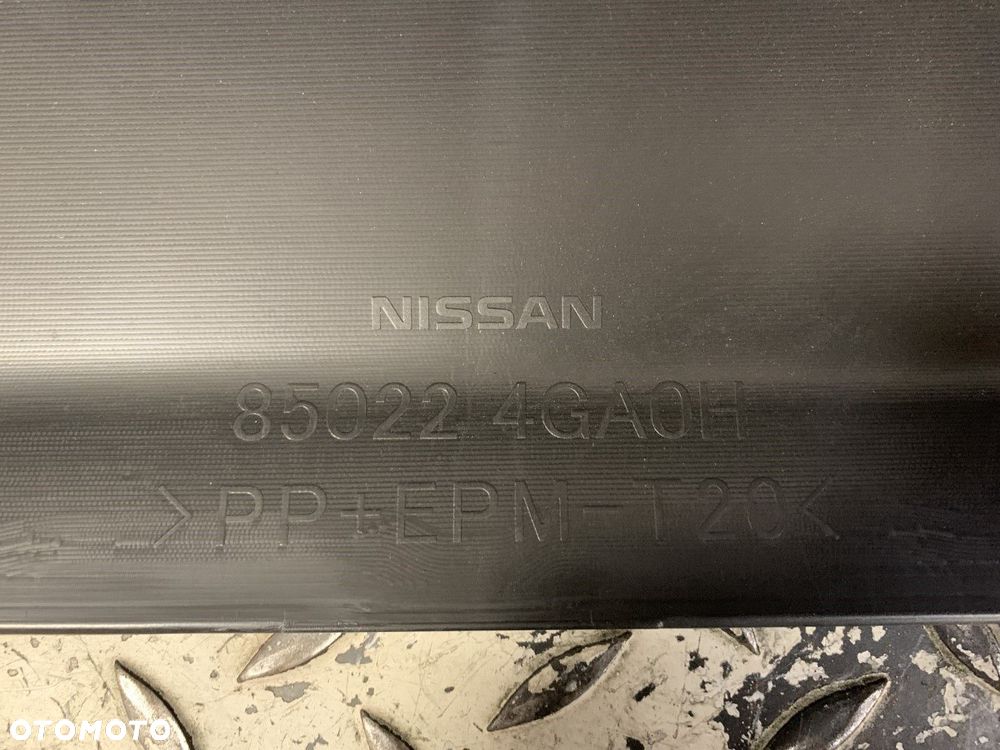 NISSAN
85022 4GA0H
>PP+EPM-T20<
OTOMOTO